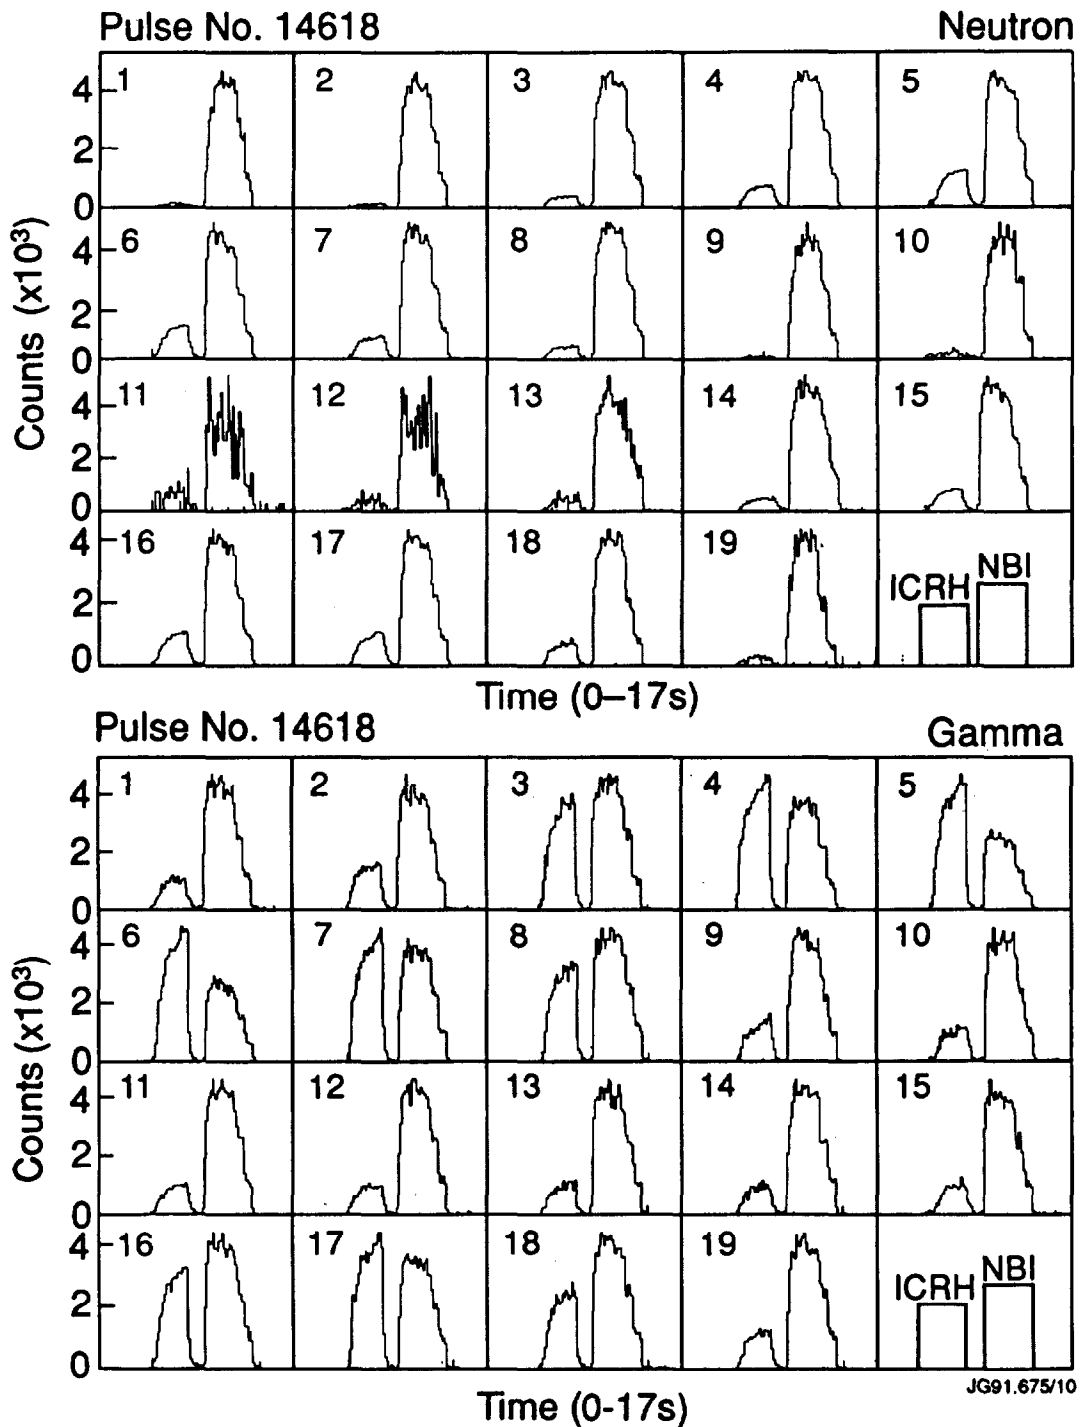 Pulse No. 14618 Neutron
1 2 3 4 5
4
2
0
6 7 8 9 10
4
2
0
11 12 13 14 15
4
2
0
16 17 18 19
4
2
0
ICRH NBI
Counts (x10³)
Time (0–17s)
Pulse No. 14618 Gamma
1 2 3 4 5
4
2
0
6 7 8 9 10
4
2
0
11 12 13 14 15
4
2
0
16 17 18 19
4
2
0
ICRH NBI
Counts (x10³)
JG91.675/10
Time (0-17s)